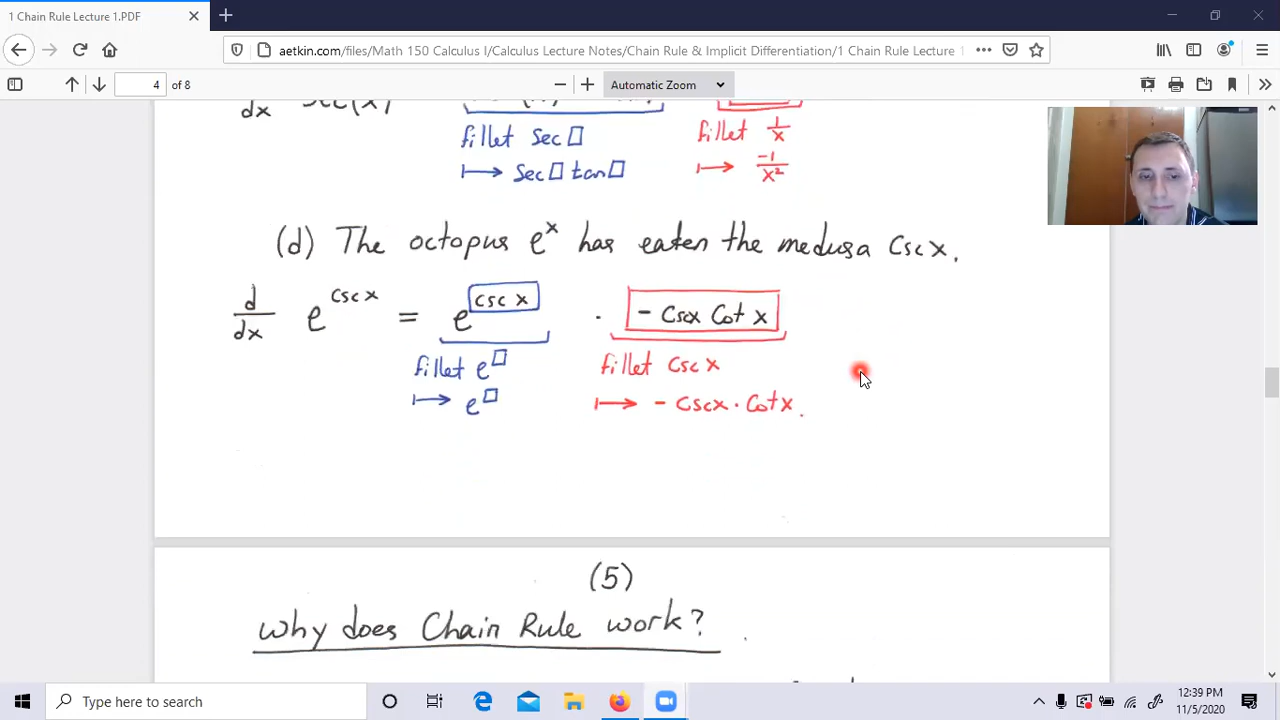 1 Chain Rule Lecture 1.PDF
aetkin.com/files/Math 150 Calculus I/Calculus Lecture Notes/Chain Rule & Implicit Differentiation/1 Chain Rule Lecture 1
4 of 8
Automatic Zoom
dx
fillet Sec□ fillet 1/x
↦ Sec□ tan□ ↦ -1/x²
(d) The octopus e^x has eaten the medusa Csc x.
d/dx e^(csc x) = e^(csc x) · - Cscx Cot x
fillet e^□ fillet Csc x
↦ e^□ ↦ - cscx · Cotx.
(5)
Why does Chain Rule work?
Type here to search
12:39 PM
11/5/2020